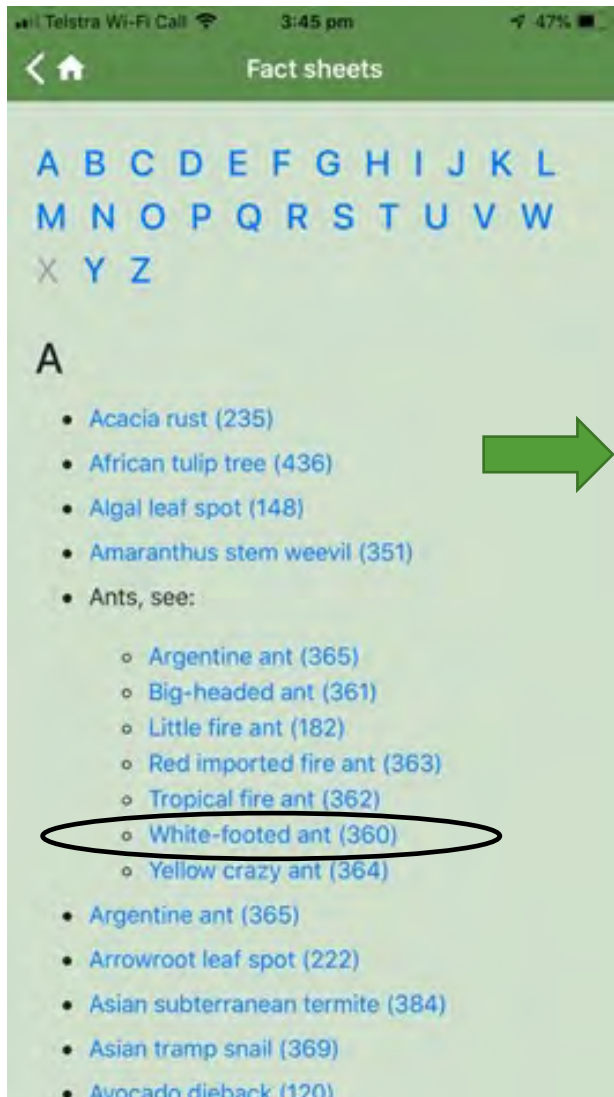 Telstra Wi-Fi Call 3:45 pm 47%
Fact sheets
A B C D E F G H I J K L
M N O P Q R S T U V W
X Y Z
A
• Acacia rust (235)
• African tulip tree (436)
• Algal leaf spot (148)
• Amaranthus stem weevil (351)
• Ants, see:
◦ Argentine ant (365)
◦ Big-headed ant (361)
◦ Little fire ant (182)
◦ Red imported fire ant (363)
◦ Tropical fire ant (362)
◦ White-footed ant (360)
◦ Yellow crazy ant (364)
• Argentine ant (365)
• Arrowroot leaf spot (222)
• Asian subterranean termite (384)
• Asian tramp snail (369)
• Avocado dieback (120)